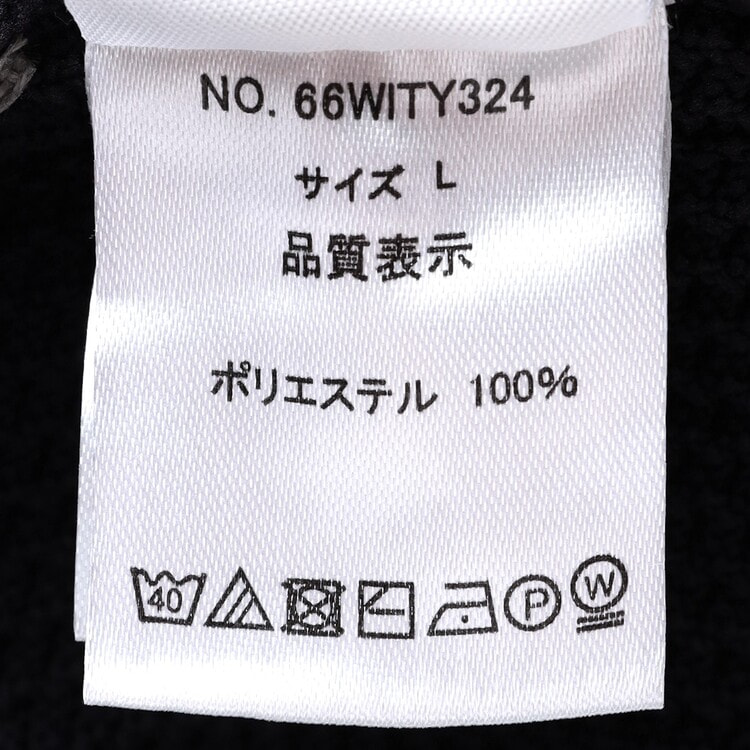 NO. 66WITY324
サイズ L
品質表示
ポリエステル 100%
40 P W